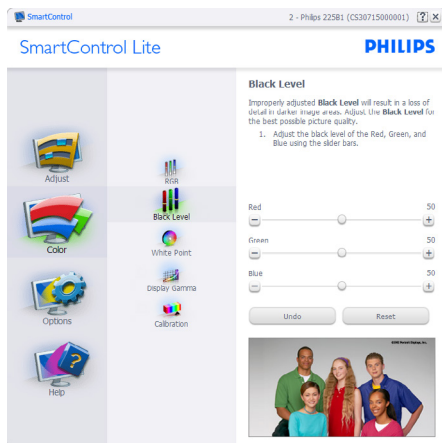 SmartControl
2 - Philips 225B1 (CS30715000001)
SmartControl Lite
PHILIPS
Adjust
Color
Options
Help
RGB
Black Level
White Point
Display Gamma
Calibration
Black Level
Improperly adjusted Black Level will result in a loss of
detail in darker image areas. Adjust the Black Level for
the best possible picture quality.
1. Adjust the black level of the Red, Green, and
Blue using the slider bars.
Red 50
Green 50
Blue 50
Undo Reset